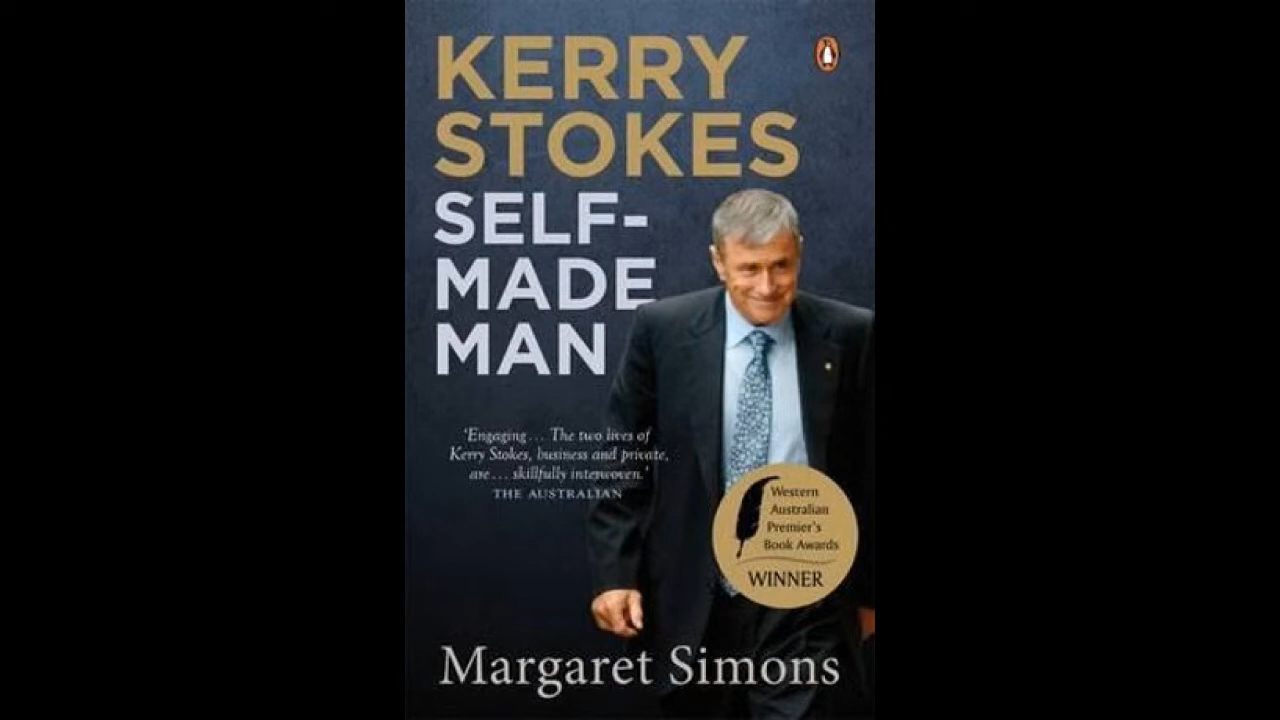 KERRY
STOKES
SELF-
MADE
MAN
‘Engaging... The two lives of
Kerry Stokes, business and private,
are... skillfully interwoven.’
THE AUSTRALIAN
Western
Australian
Premier's
Book Awards
WINNER
Margaret Simons